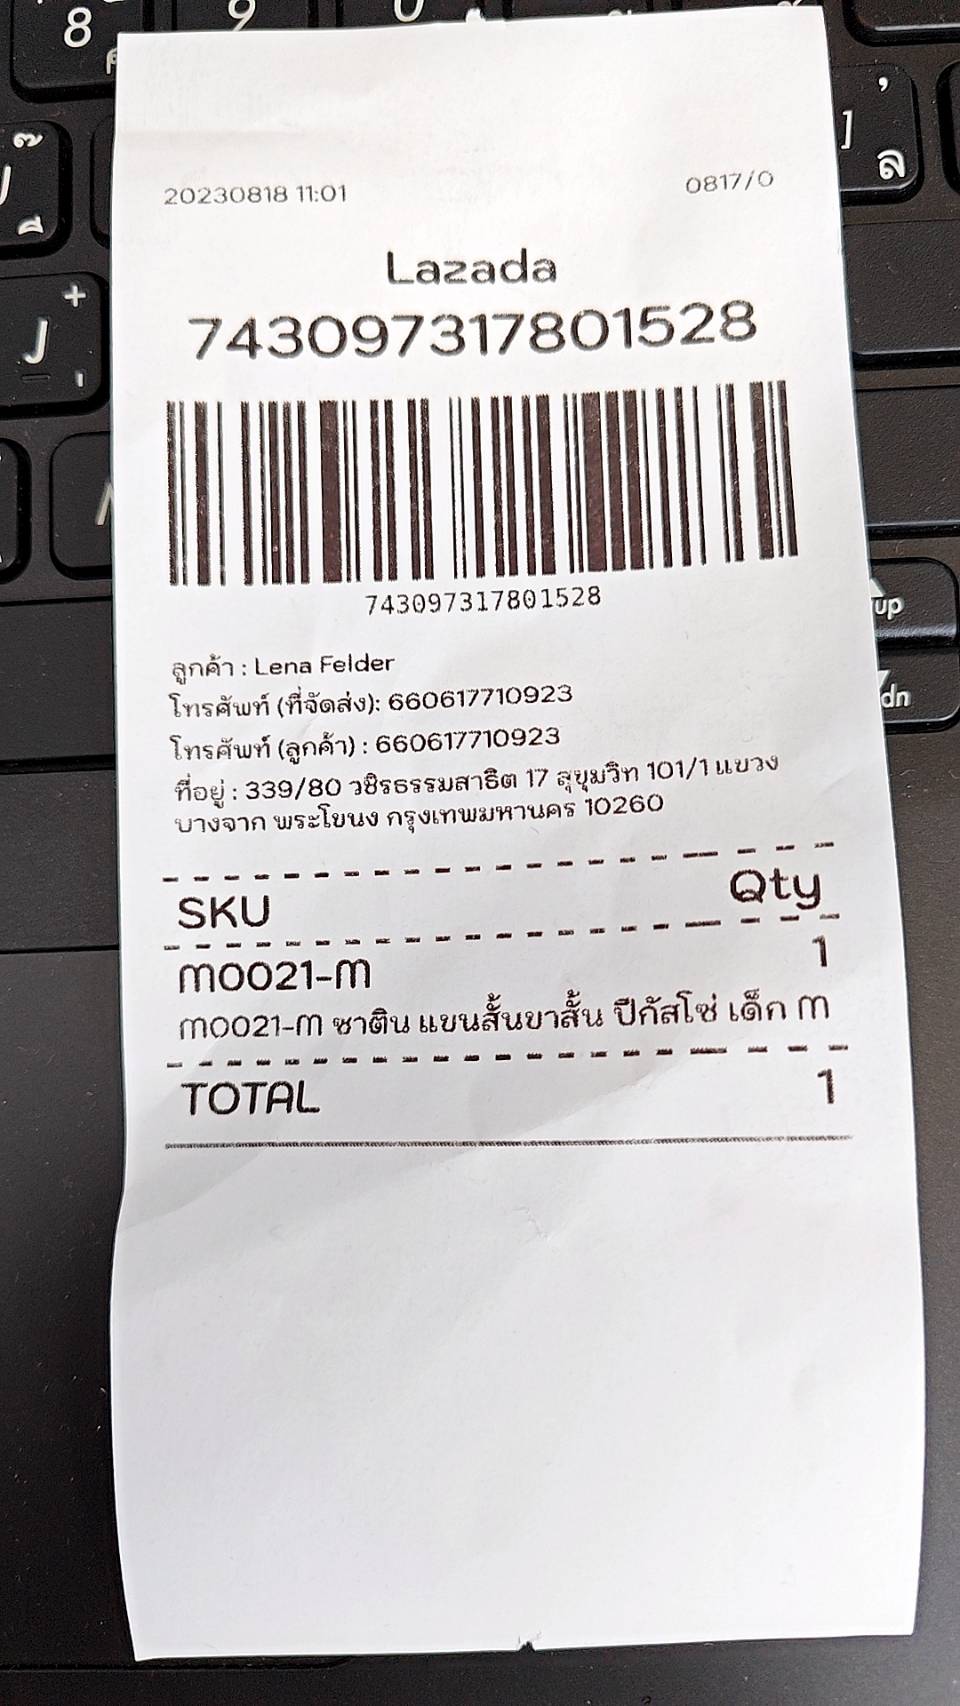 20230818 11:01 0817/0
Lazada
743097317801528
743097317801528
ลูกค้า : Lena Felder
โทรศัพท์ (ที่จัดส่ง): 660617710923
โทรศัพท์ (ลูกค้า) : 660617710923
ที่อยู่ : 339/80 วชิรธรรมสาธิต 17 สุขุมวิท 101/1 แขวง
บางจาก พระโขนง กรุงเทพมหานคร 10260
SKU Qty
M0021-M 1
M0021-M ซาติน แขนสั้นขาสั้น ปีกัสโซ่ เด็ก M
TOTAL 1
8
9
0
J
+
]
,
ล
up
dn